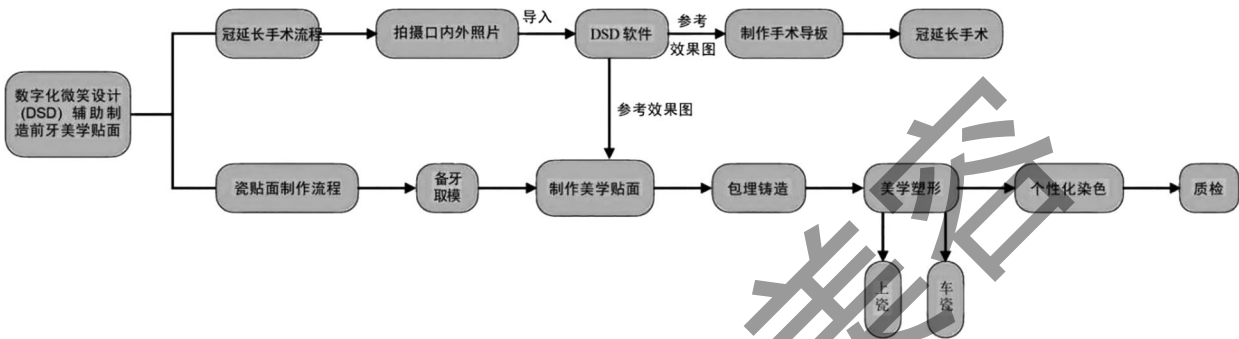 数字化微笑设计
(DSD) 辅助制
造前牙美学贴面
冠延长手术流程
拍摄口内外照片
导入
DSD 软件
参考
效果图
制作手术导板
冠延长手术
参考效果图
瓷贴面制作流程
备牙
取模
制作美学贴面
包埋铸造
美学塑形
个性化染色
质检
上
瓷
车
瓷